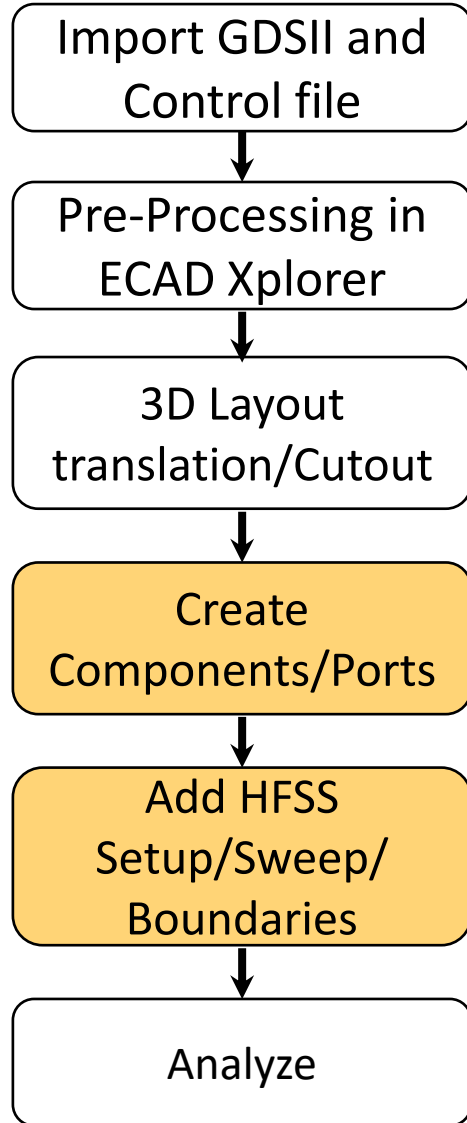 Import GDSII and
Control file
Pre-Processing in
ECAD Xplorer
3D Layout
translation/Cutout
Create
Components/Ports
Add HFSS
Setup/Sweep/
Boundaries
Analyze